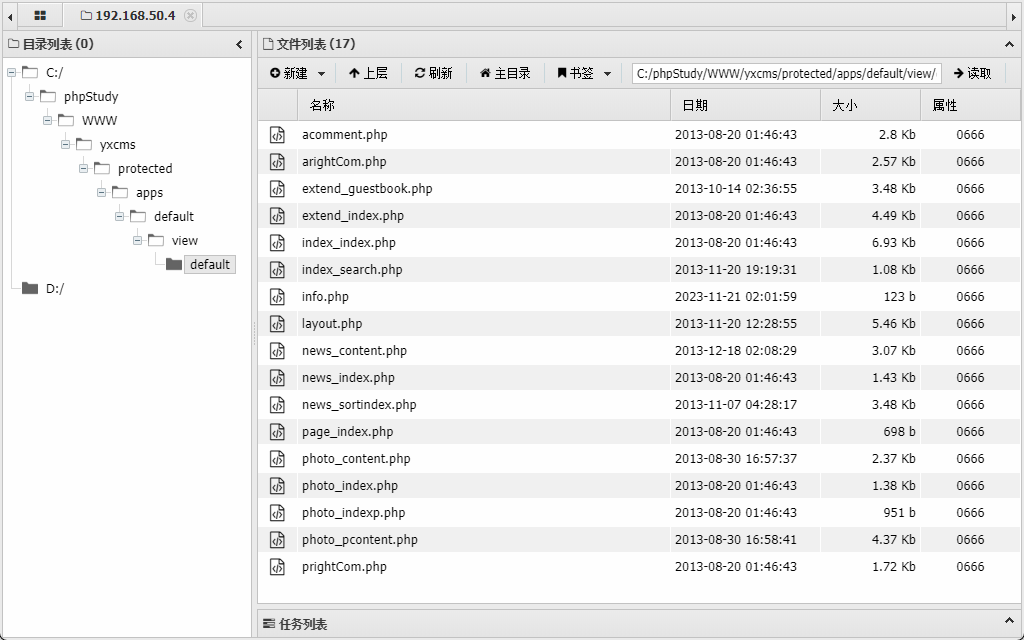 192.168.50.4
目录列表 (0)
C:/
phpStudy
WWW
yxcms
protected
apps
default
view
default
D:/
文件列表 (17)
新建 上层 刷新 主目录 书签 C:/phpStudy/WWW/yxcms/protected/apps/default/view/ 读取
名称 日期 大小 属性
acomment.php 2013-08-20 01:46:43 2.8 Kb 0666
arightCom.php 2013-08-20 01:46:43 2.57 Kb 0666
extend_guestbook.php 2013-10-14 02:36:55 3.48 Kb 0666
extend_index.php 2013-08-20 01:46:43 4.49 Kb 0666
index_index.php 2013-08-20 01:46:43 6.93 Kb 0666
index_search.php 2013-11-20 19:19:31 1.08 Kb 0666
info.php 2023-11-21 02:01:59 123 b 0666
layout.php 2013-11-20 12:28:55 5.46 Kb 0666
news_content.php 2013-12-18 02:08:29 3.07 Kb 0666
news_index.php 2013-08-20 01:46:43 1.43 Kb 0666
news_sortindex.php 2013-11-07 04:28:17 3.48 Kb 0666
page_index.php 2013-08-20 01:46:43 698 b 0666
photo_content.php 2013-08-30 16:57:37 2.37 Kb 0666
photo_index.php 2013-08-20 01:46:43 1.38 Kb 0666
photo_indexp.php 2013-08-20 01:46:43 951 b 0666
photo_pcontent.php 2013-08-30 16:58:41 4.37 Kb 0666
prightCom.php 2013-08-20 01:46:43 1.72 Kb 0666
任务列表